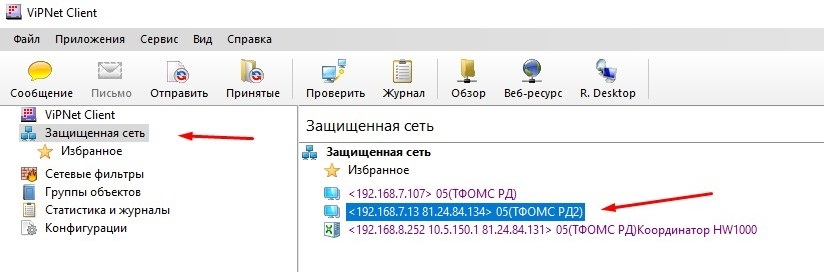 ViPNet Client
Файл Приложения Сервис Вид Справка
Сообщение Письмо Отправить Принятые Проверить Журнал Обзор Веб-ресурс R. Desktop
ViPNet Client
Защищенная сеть
Избранное
Сетевые фильтры
Группы объектов
Статистика и журналы
Конфигурации
Защищенная сеть
Защищенная сеть
Избранное
<192.168.7.107> 05(ТФОМС РД)
<192.168.7.13 81.24.84.134> 05(ТФОМС РД2)
<192.168.8.252 10.5.150.1 81.24.84.131> 05(ТФОМС РД)Координатор HW1000